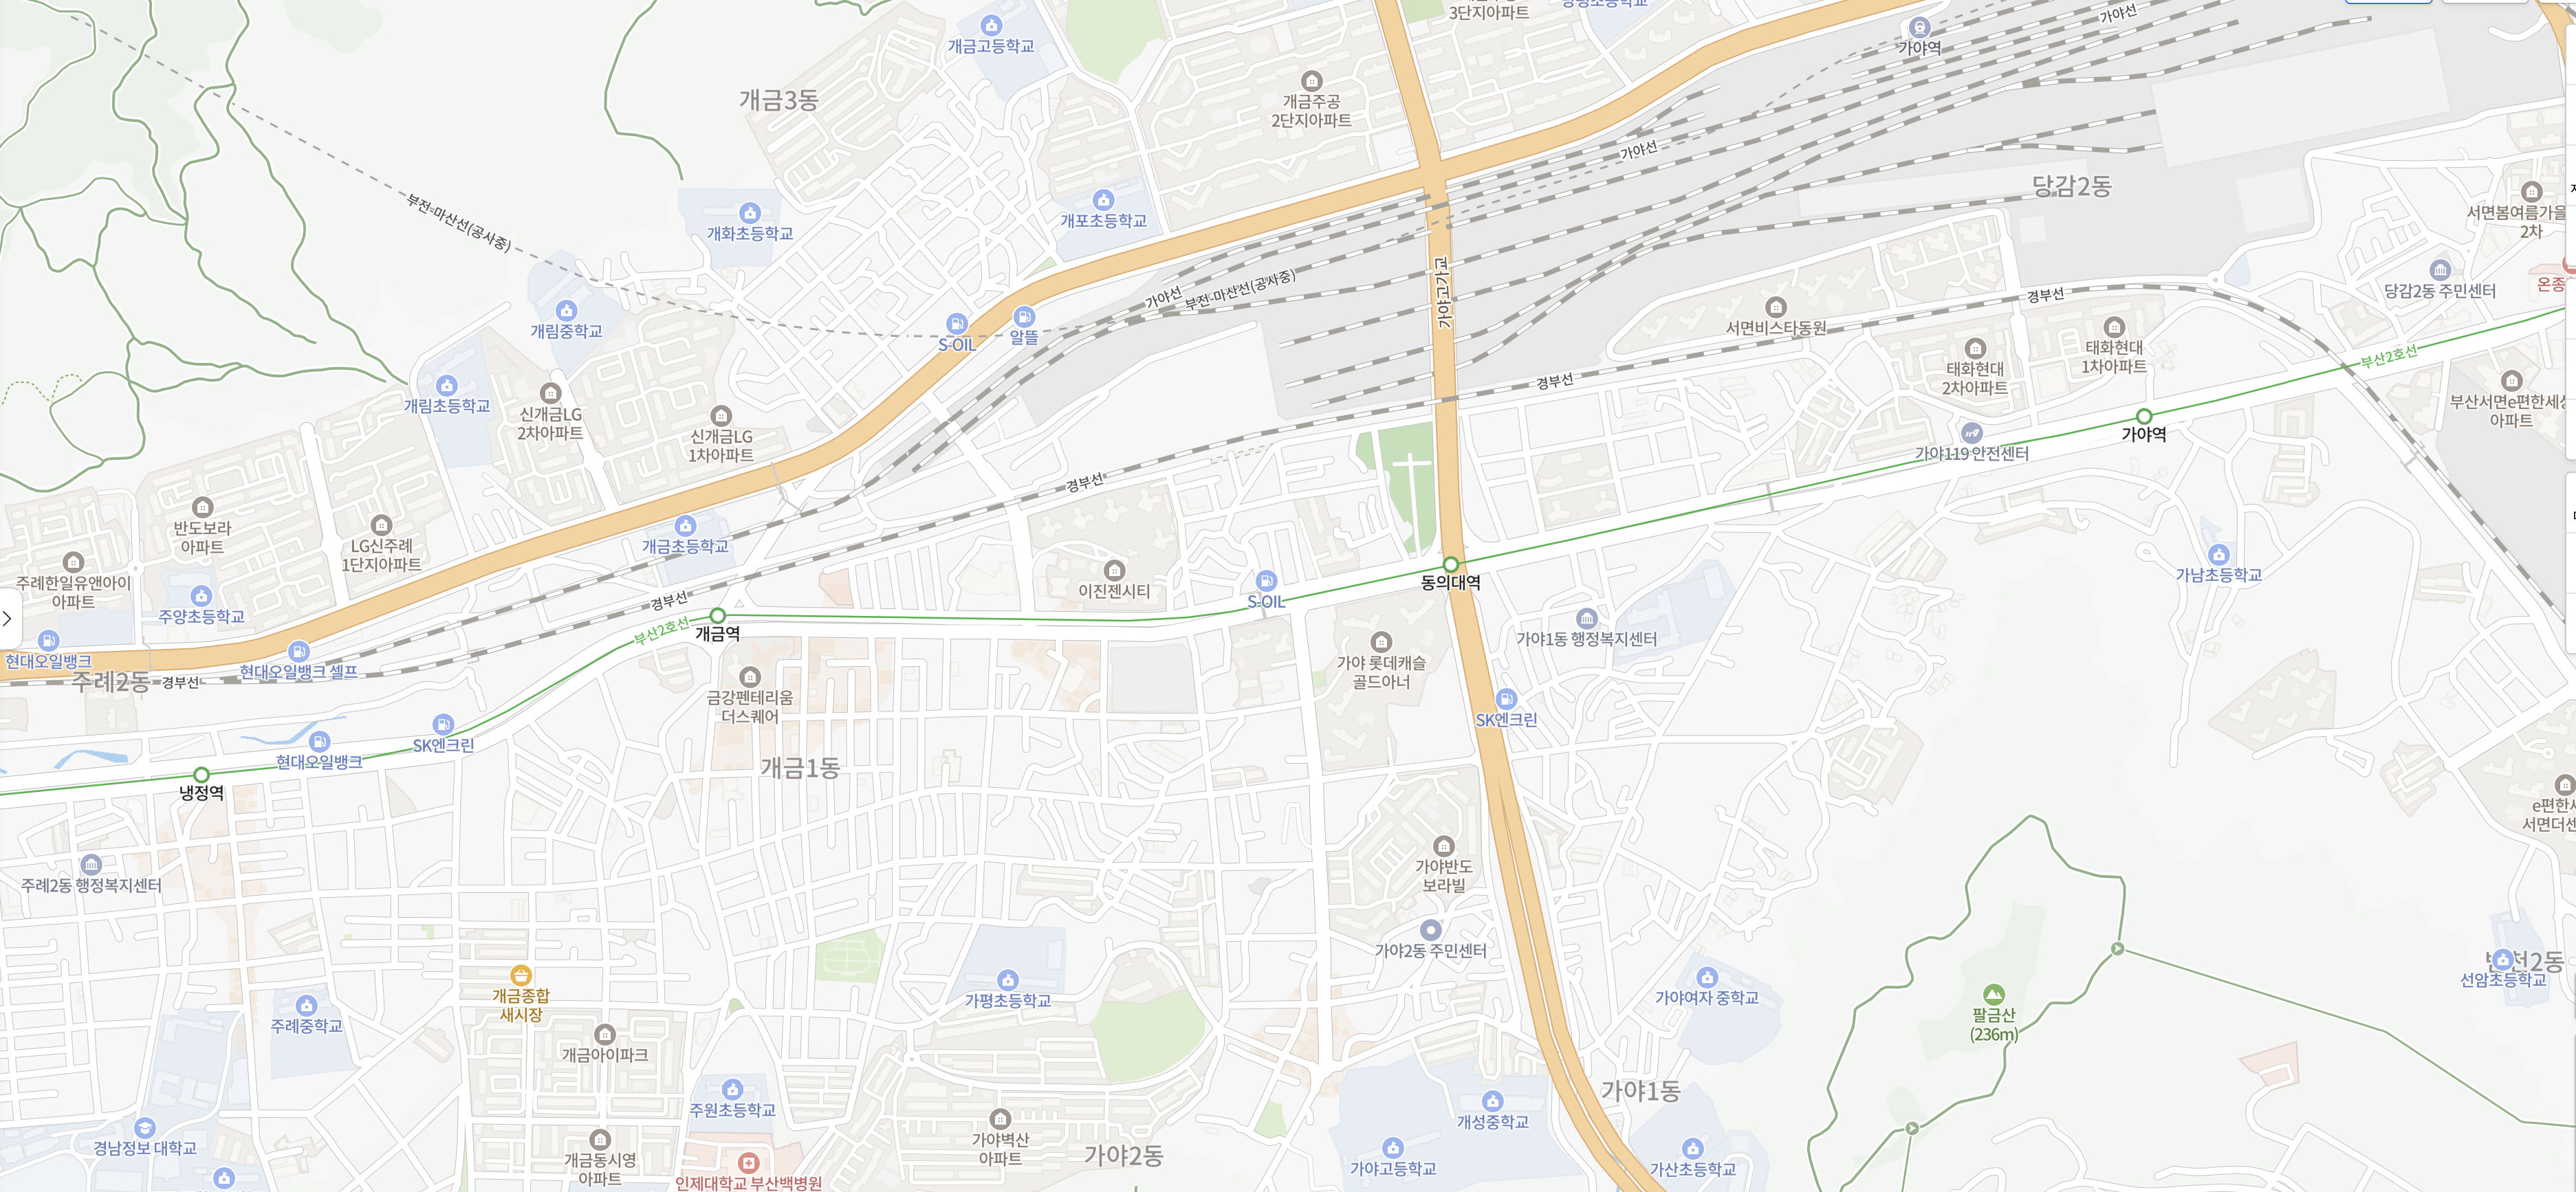 3단지아파트
가야선
가야역
개금고등학교
개금3동
개금주공
2단지아파트
가야선
당감2동
부전-마산선(공사중)
개화초등학교
개포초등학교
서면봄여름가을
2차
당감2동 주민센터
온종
가야선
부전-마산선(공사중)
가야고가교
경부선
개림중학교
S-OIL
알뜰
서면비스타동원
태화현대
2차아파트
태화현대
1차아파트
부산2호선
개림초등학교
신개금LG
2차아파트
신개금LG
1차아파트
경부선
부산서면e편한세상
아파트
가야119 안전센터
가야역
경부선
반도보라
아파트
LG신주례
1단지아파트
개금초등학교
주례한일유앤아이
아파트
주양초등학교
이진젠시티
S-OIL
동의대역
가남초등학교
경부선
부산2호선
개금역
가야1동 행정복지센터
현대오일뱅크
현대오일뱅크 셀프
주례2동
경부선
금강펜테리움
더스퀘어
가야 롯데캐슬
골드아너
SK엔크린
SK엔크린
현대오일뱅크
냉정역
개금1동
e편한세
서면더센
주례2동 행정복지센터
가야반도
보라빌
가야2동 주민센터
개금종합
새시장
가평초등학교
가야여자 중학교
선암초등학교
주례중학교
팔금산
(236m)
개금아이파크
주원초등학교
가야1동
개성중학교
경남정보 대학교
개금동시영
아파트
가야벽산
아파트
가야2동
가야고등학교
가산초등학교
인제대학교 부산백병원